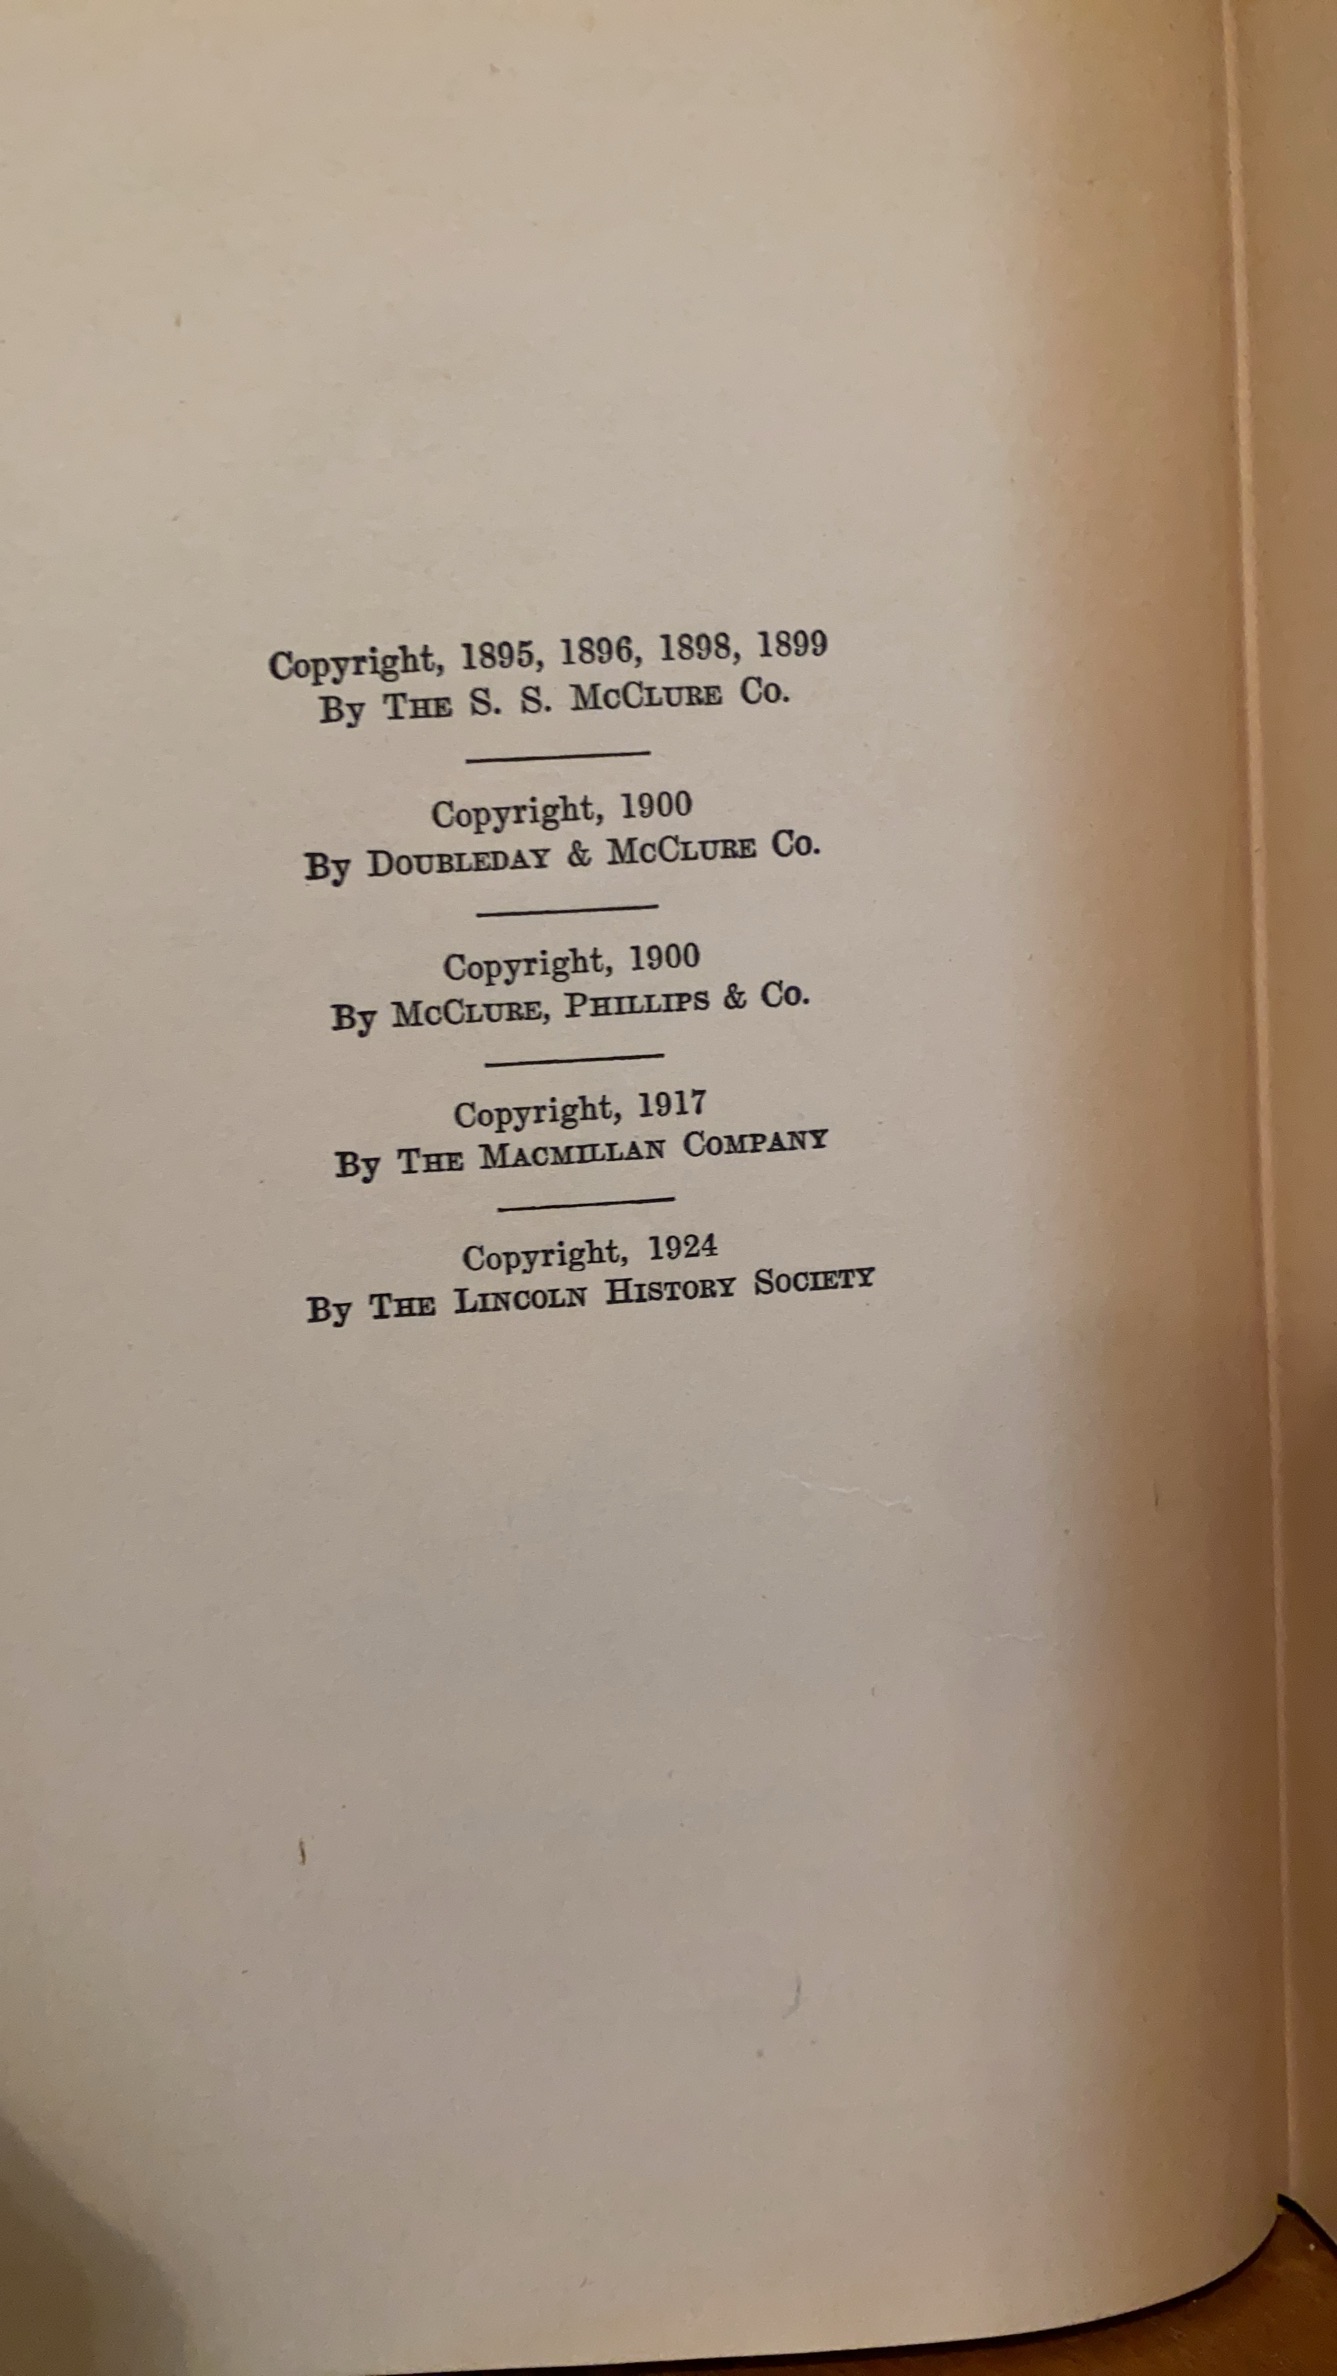 Copyright, 1895, 1896, 1898, 1899
By THE S. S. McCLURE Co.
Copyright, 1900
By DOUBLEDAY & McCLURE Co.
Copyright, 1900
By McCLURE, PHILLIPS & Co.
Copyright, 1917
By THE MACMILLAN COMPANY
Copyright, 1924
By THE LINCOLN HISTORY SOCIETY